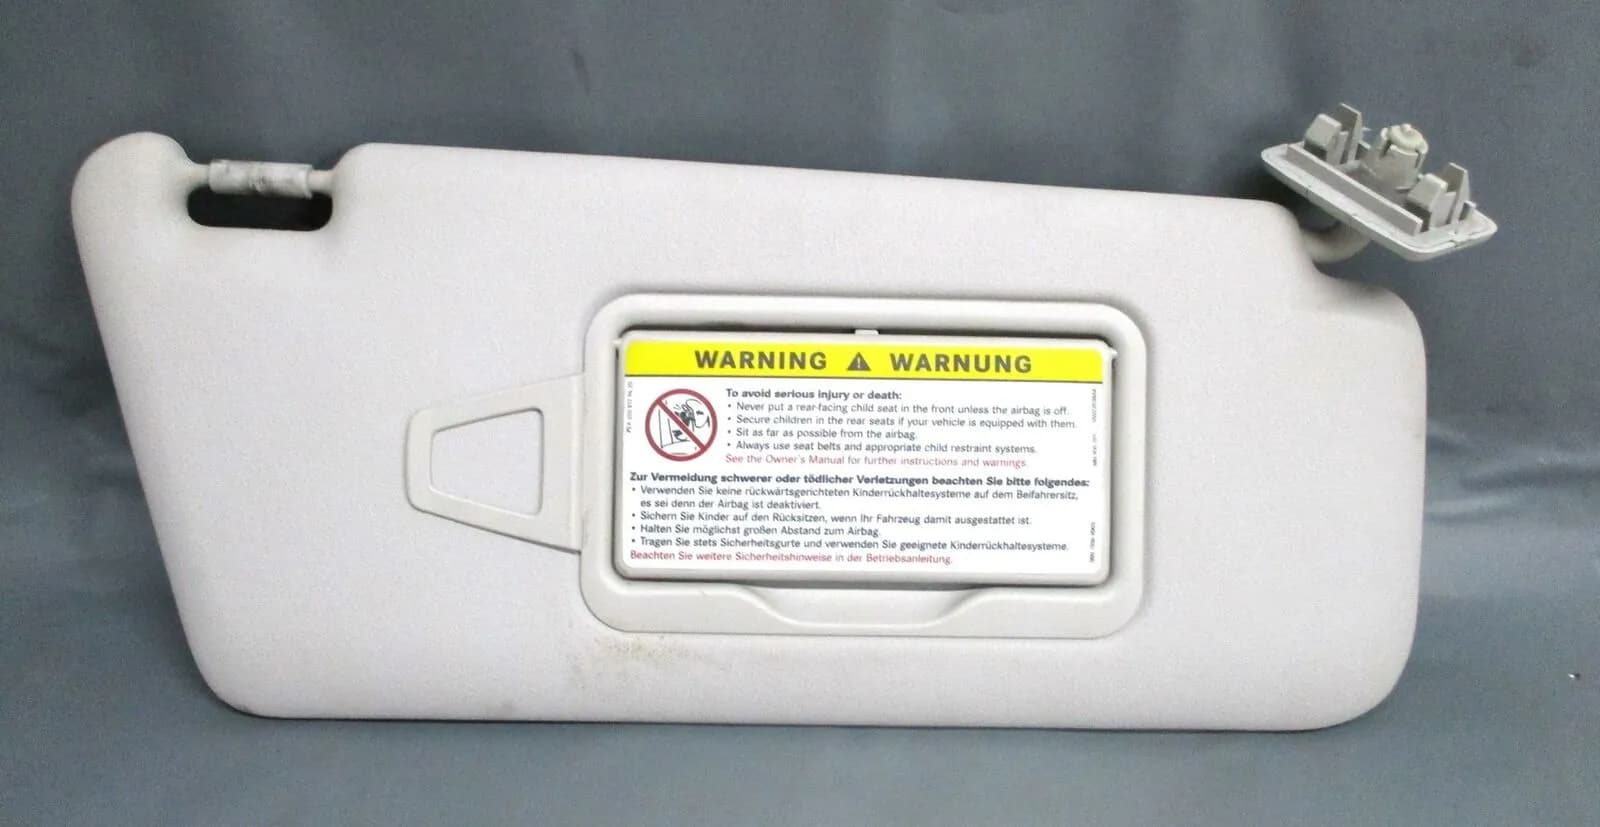 WARNING ⚠ WARNUNG
To avoid serious injury or death:
• Never put a rear-facing child seat in the front unless the airbag is off.
• Secure children in the rear seats if your vehicle is equipped with them.
• Sit as far as possible from the airbag.
• Always use seat belts and appropriate child restraint systems.
See the Owner's Manual for further instructions and warnings.
Zur Vermeidung schwerer oder tödlicher Verletzungen beachten Sie bitte folgendes:
• Verwenden Sie keine rückwärtsgerichteten Kinderrückhaltesysteme auf dem Beifahrersitz,
es sei denn der Airbag ist deaktiviert.
• Sichern Sie Kinder auf den Rücksitzen, wenn Ihr Fahrzeug damit ausgestattet ist.
• Halten Sie möglichst großen Abstand zum Airbag.
• Tragen Sie stets Sicherheitsgurte und verwenden Sie geeignete Kinderrückhaltesysteme.
Beachten Sie weitere Sicherheitshinweise in der Betriebsanleitung.